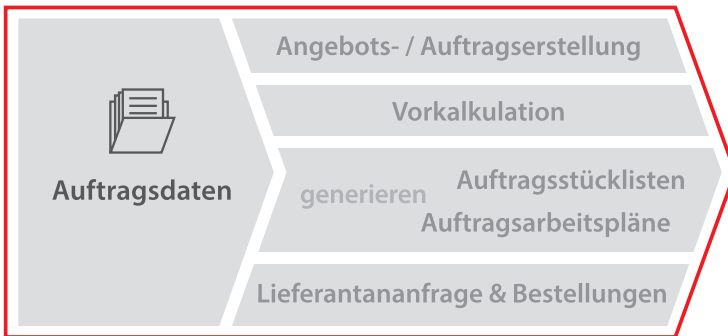 Angebots- / Auftragserstellung
Vorkalkulation
Auftragsdaten
generieren Auftragsstücklisten
Auftragsarbeitspläne
Lieferantananfrage & Bestellungen